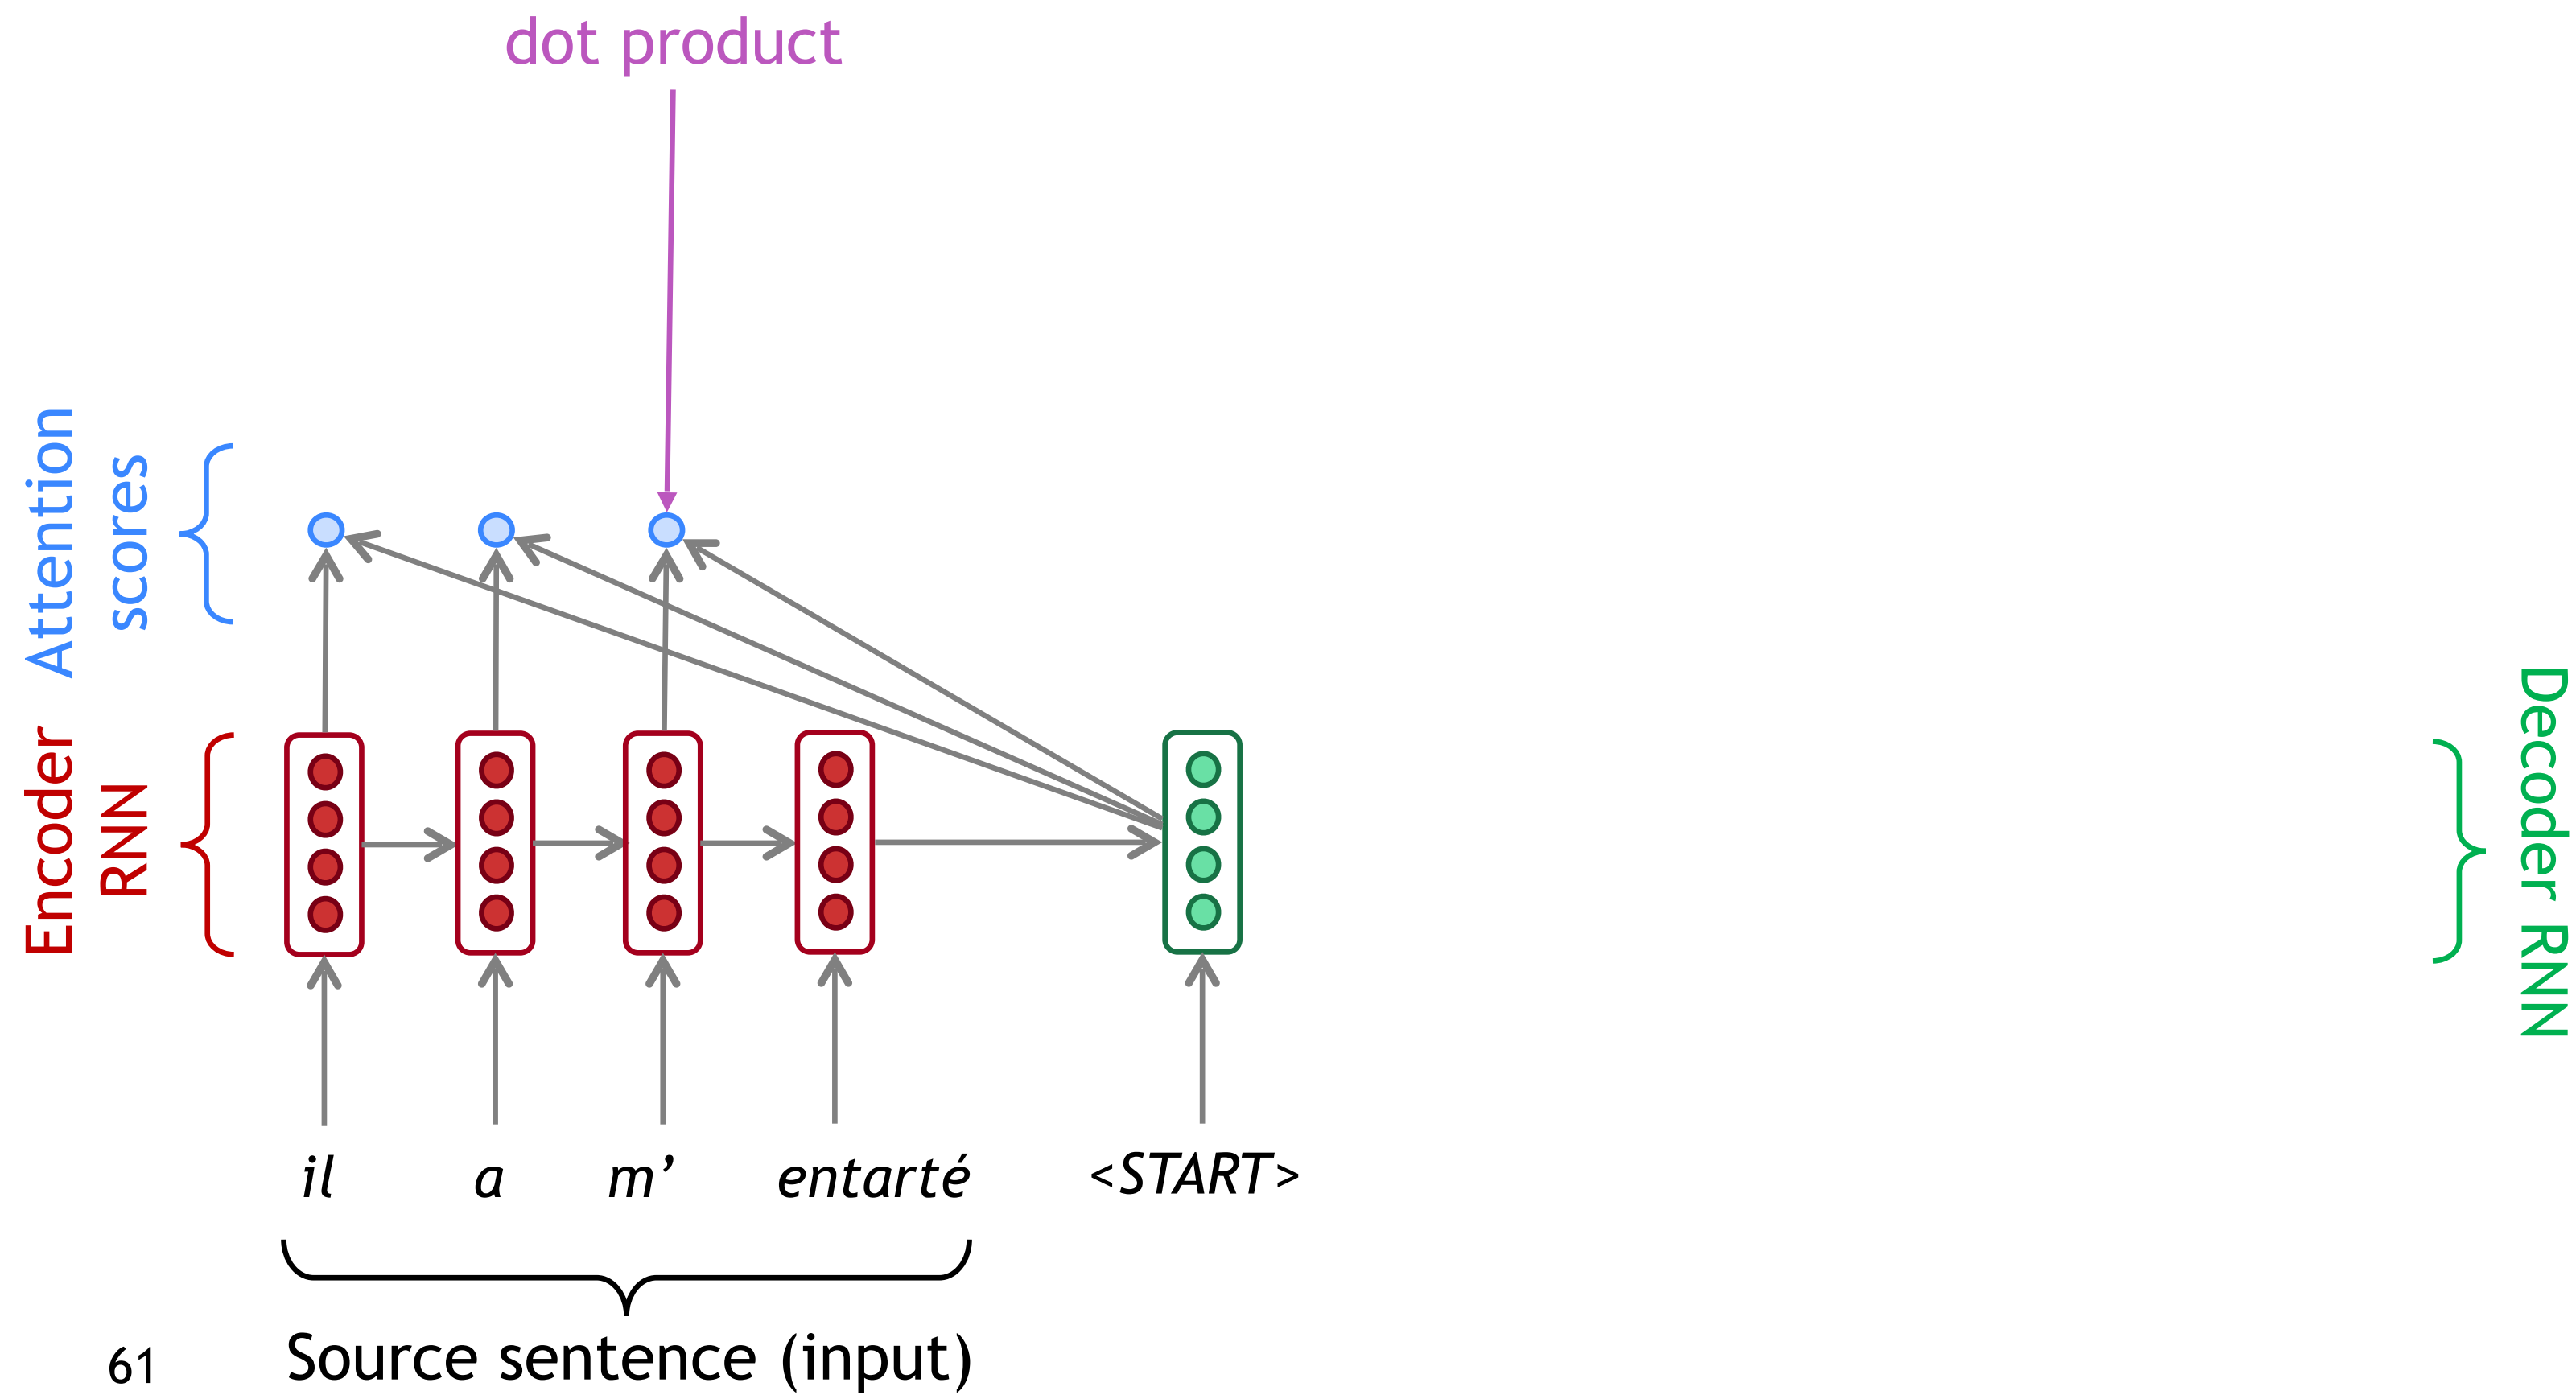 dot product
Attention
scores
Encoder
RNN
Decoder RNN
il a m’ entarté <START>
Source sentence (input)
61